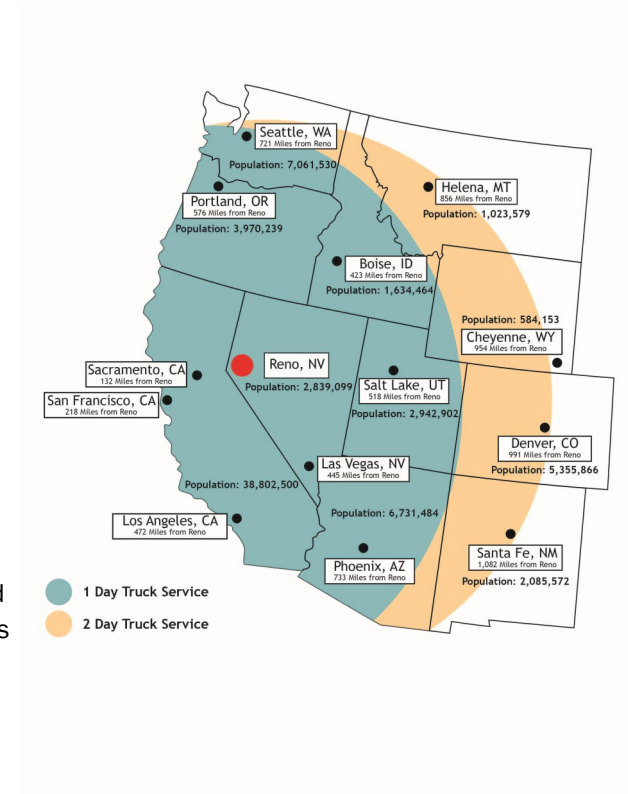 Seattle, WA
721 Miles from Reno
Population: 7,061,530
Helena, MT
856 Miles from Reno
Population: 1,023,579
Portland, OR
576 Miles from Reno
Population: 3,970,239
Boise, ID
423 Miles from Reno
Population: 1,634,464
Population: 584,153
Cheyenne, WY
954 Miles from Reno
Reno, NV
Population: 2,839,099
Sacramento, CA
132 Miles from Reno
San Francisco, CA
218 Miles from Reno
Salt Lake, UT
518 Miles from Reno
Population: 2,942,902
Denver, CO
991 Miles from Reno
Population: 5,355,866
Las Vegas, NV
445 Miles from Reno
Population: 38,802,500
Los Angeles, CA
472 Miles from Reno
Population: 6,731,484
Phoenix, AZ
733 Miles from Reno
Santa Fe, NM
1,082 Miles from Reno
Population: 2,085,572
1 Day Truck Service
2 Day Truck Service